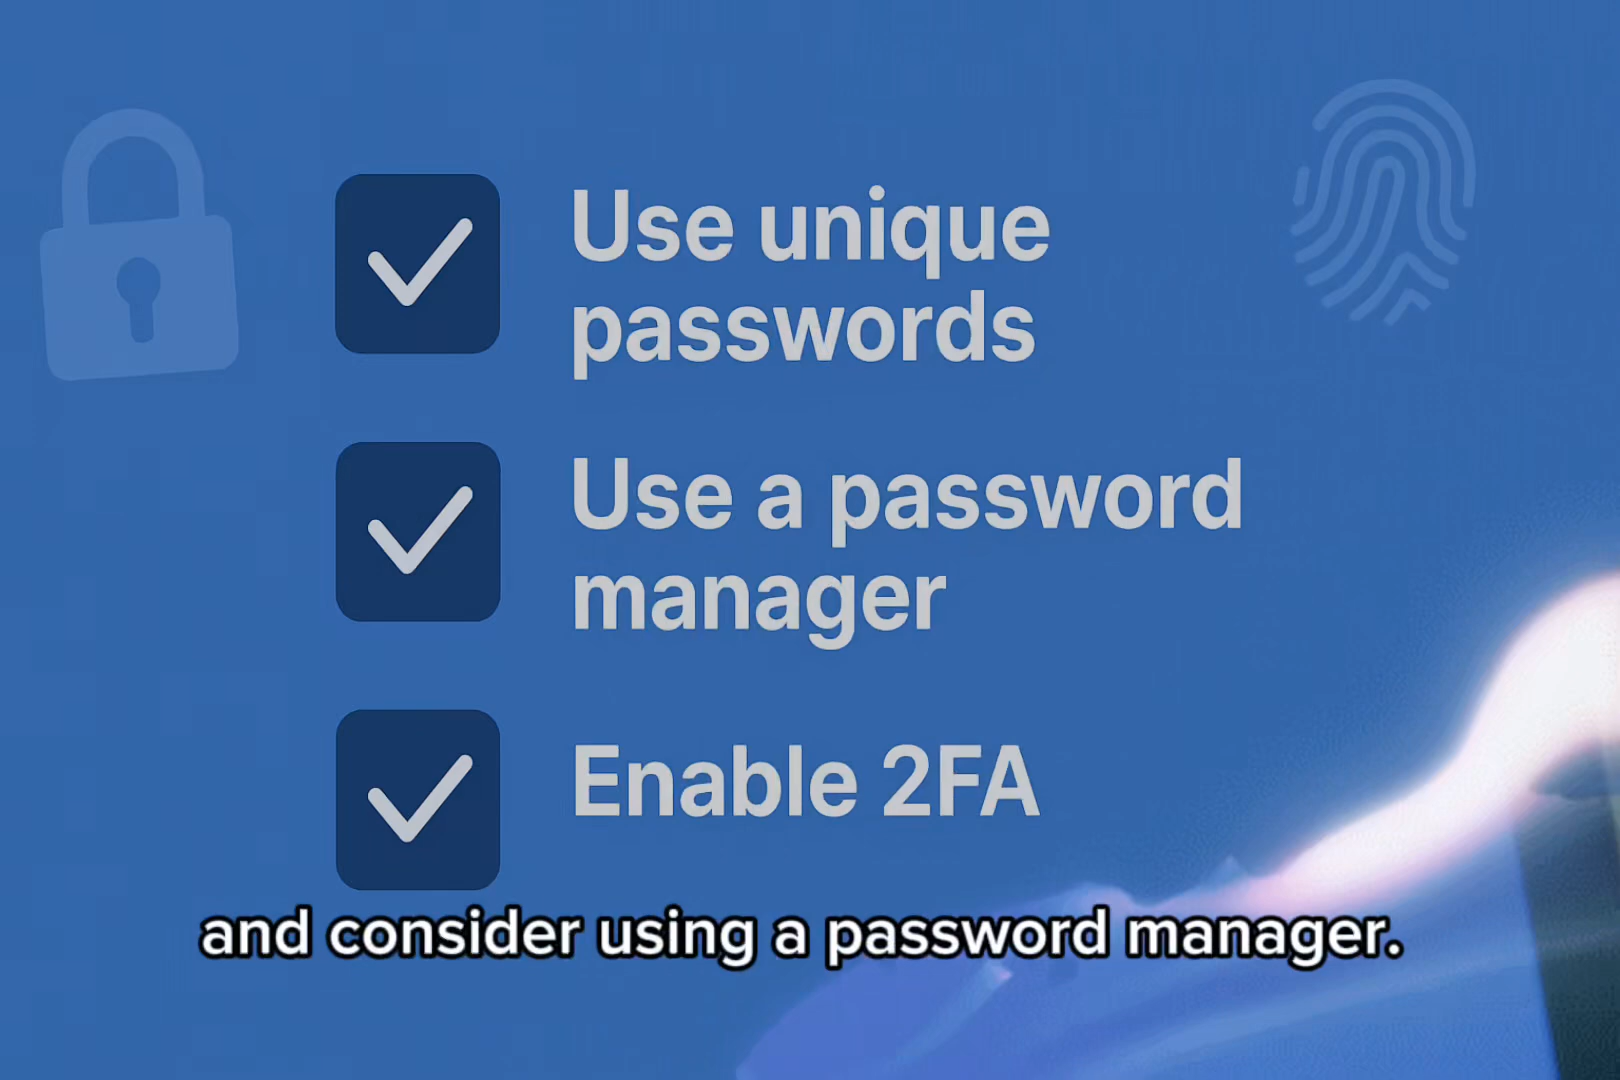 Use unique
passwords
Use a password
manager
Enable 2FA
and consider using a password manager.